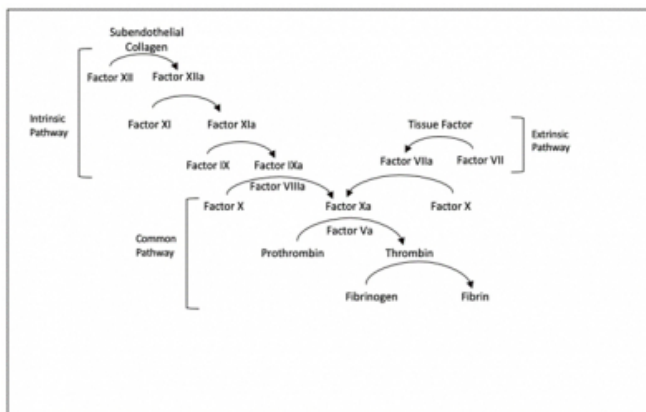 Subendothelial
Collagen
Factor XII Factor XIIa
Intrinsic
Pathway
Factor XI Factor XIa
Tissue Factor
Extrinsic
Pathway
Factor IX Factor IXa
Factor VIIa Factor VII
Factor VIIIa
Factor X Factor Xa Factor X
Common
Pathway
Factor Va
Prothrombin Thrombin
Fibrinogen Fibrin